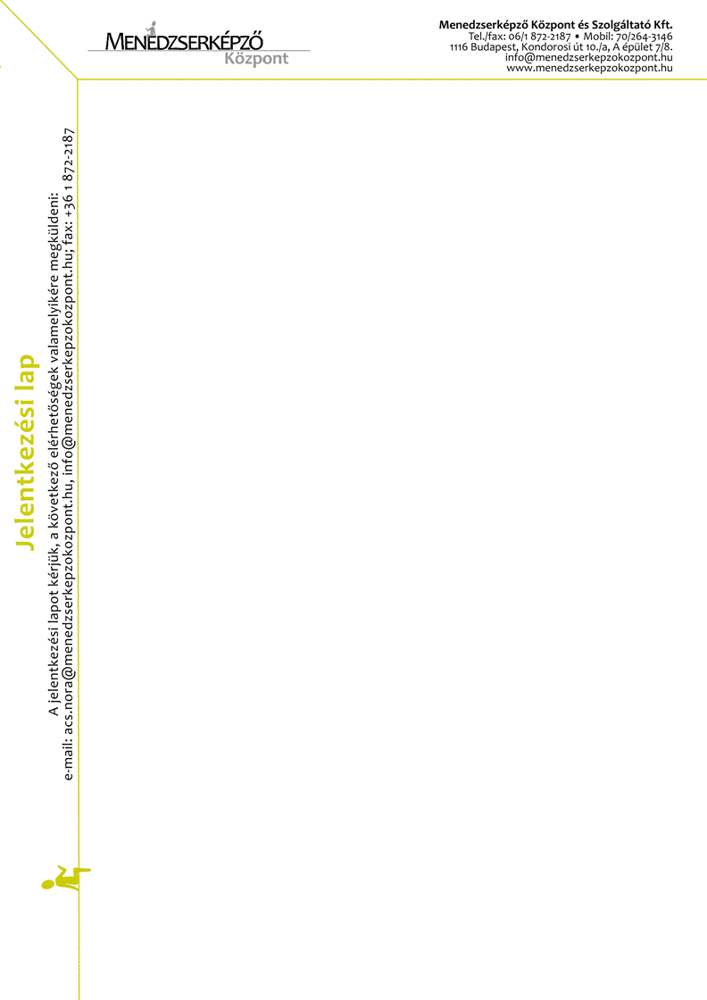 MENEDZSERKÉPZŐ
Központ
Menedzserképző Központ és Szolgáltató Kft.
Tel./fax: 06/1 872-2187 • Mobil: 70/264-3146
1116 Budapest, Kondorosi út 10./a, A épület 7/8.
info@menedzserkepzokozpont.hu
www.menedzserkepzokozpont.hu
Jelentkezési lap
A jelentkezési lapot kérjük, a következő elérhetőségek valamelyikére megküldeni:
e-mail: acs.nora@menedzserkepzokozpont.hu, info@menedzserkepzokozpont.hu; fax: +36 1 872-2187